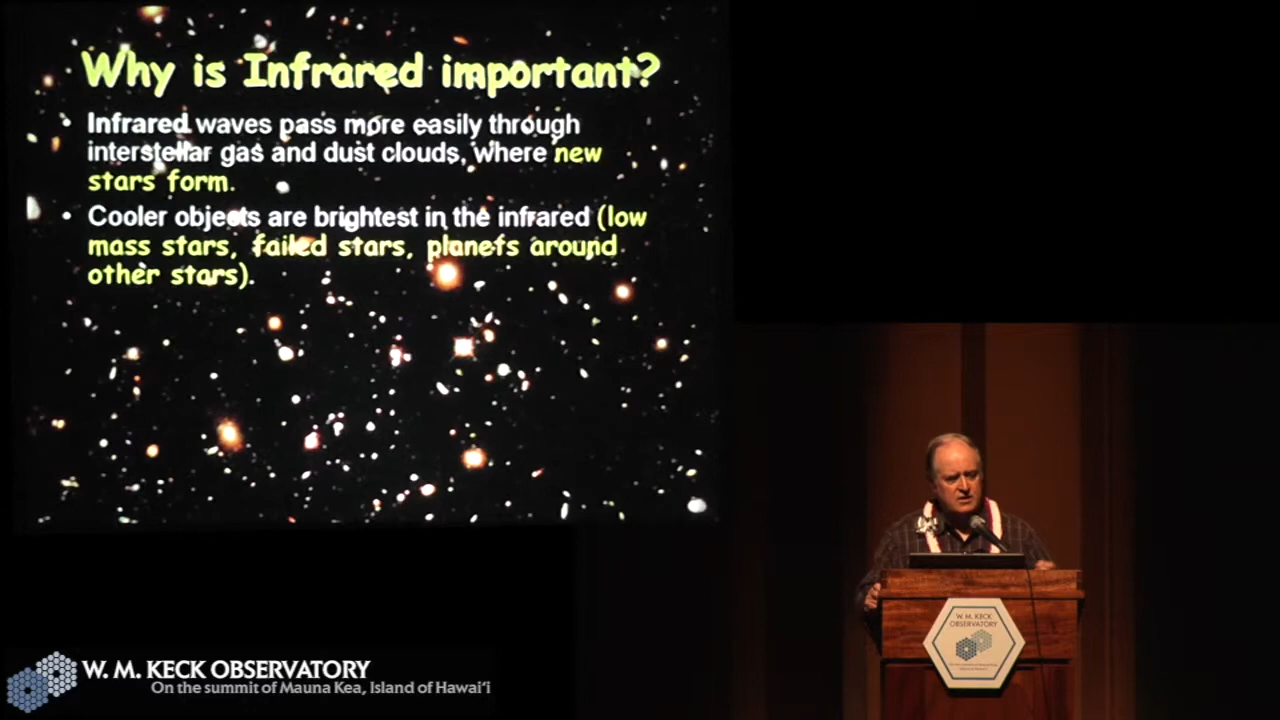 Why is Infrared important?
• Infrared waves pass more easily through
interstellar gas and dust clouds, where new
stars form.
• Cooler objects are brightest in the infrared (low
mass stars, failed stars, planets around
other stars).
W. M. KECK
OBSERVATORY
W. M. KECK OBSERVATORY
On the summit of Mauna Kea, Island of Hawai‘i